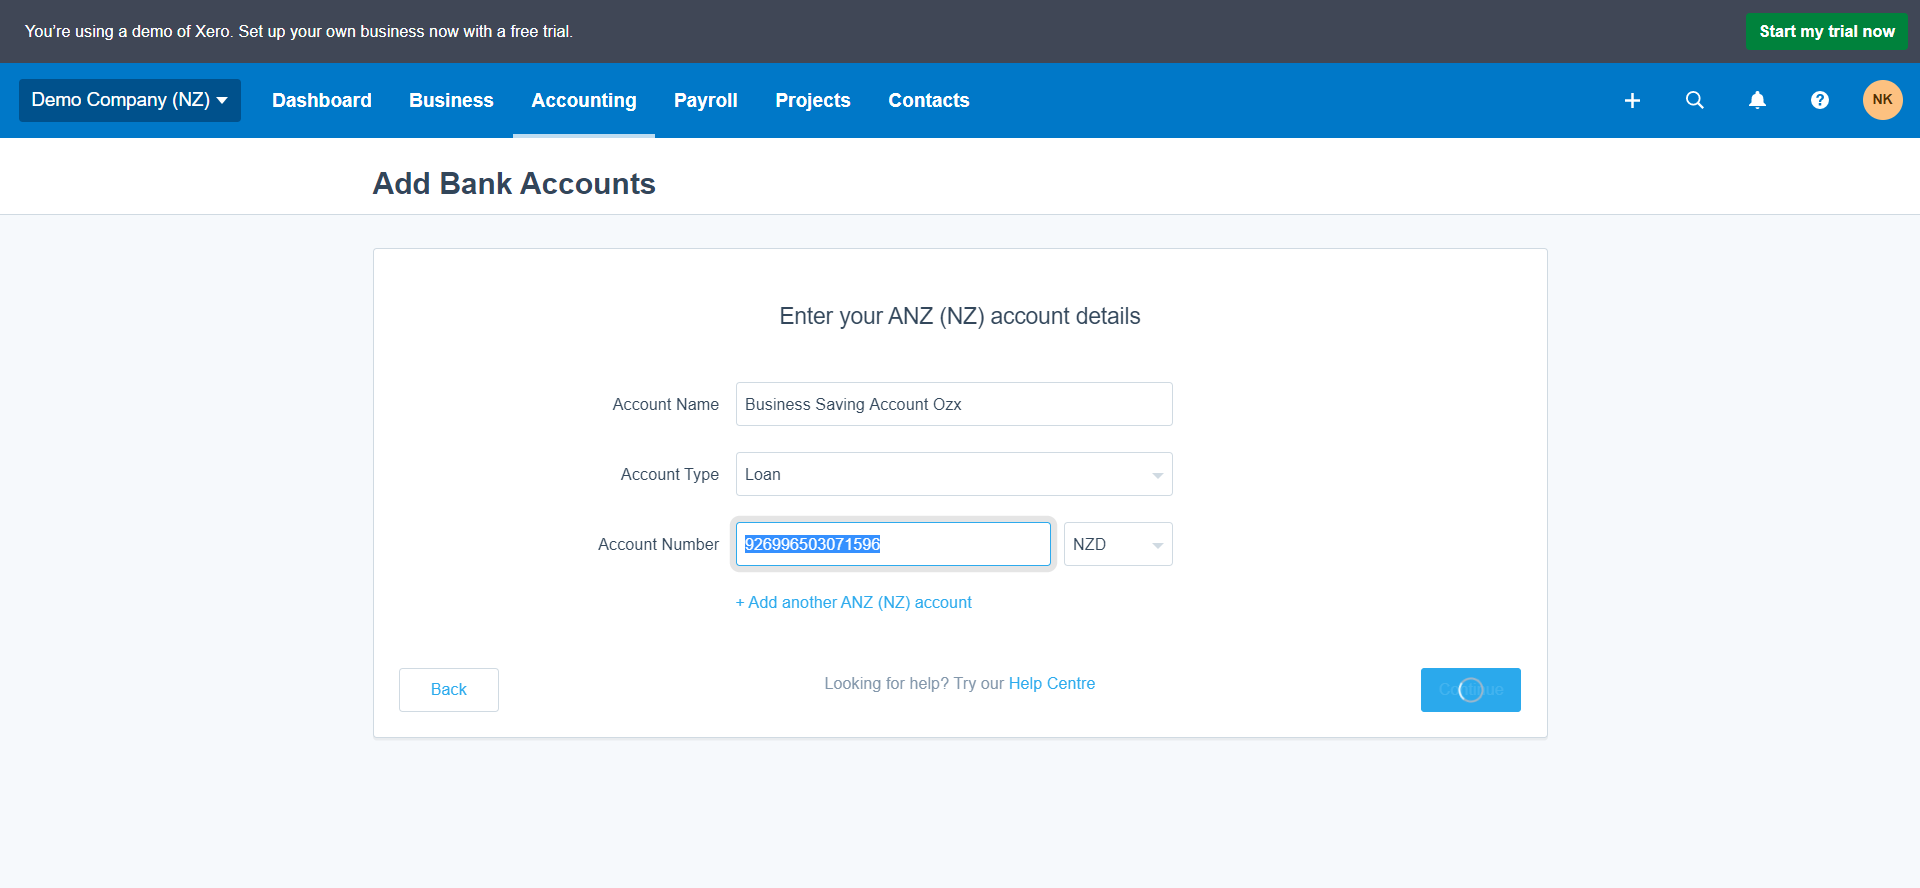 You're using a demo of Xero. Set up your own business now with a free trial.
Start my trial now
Demo Company (NZ)
Dashboard
Business
Accounting
Payroll
Projects
Contacts
NK
Add Bank Accounts
Enter your ANZ (NZ) account details
Account Name
Business Saving Account Ozx
Account Type
Loan
Account Number
926996503071596
NZD
+ Add another ANZ (NZ) account
Back
Looking for help? Try our Help Centre
Continue